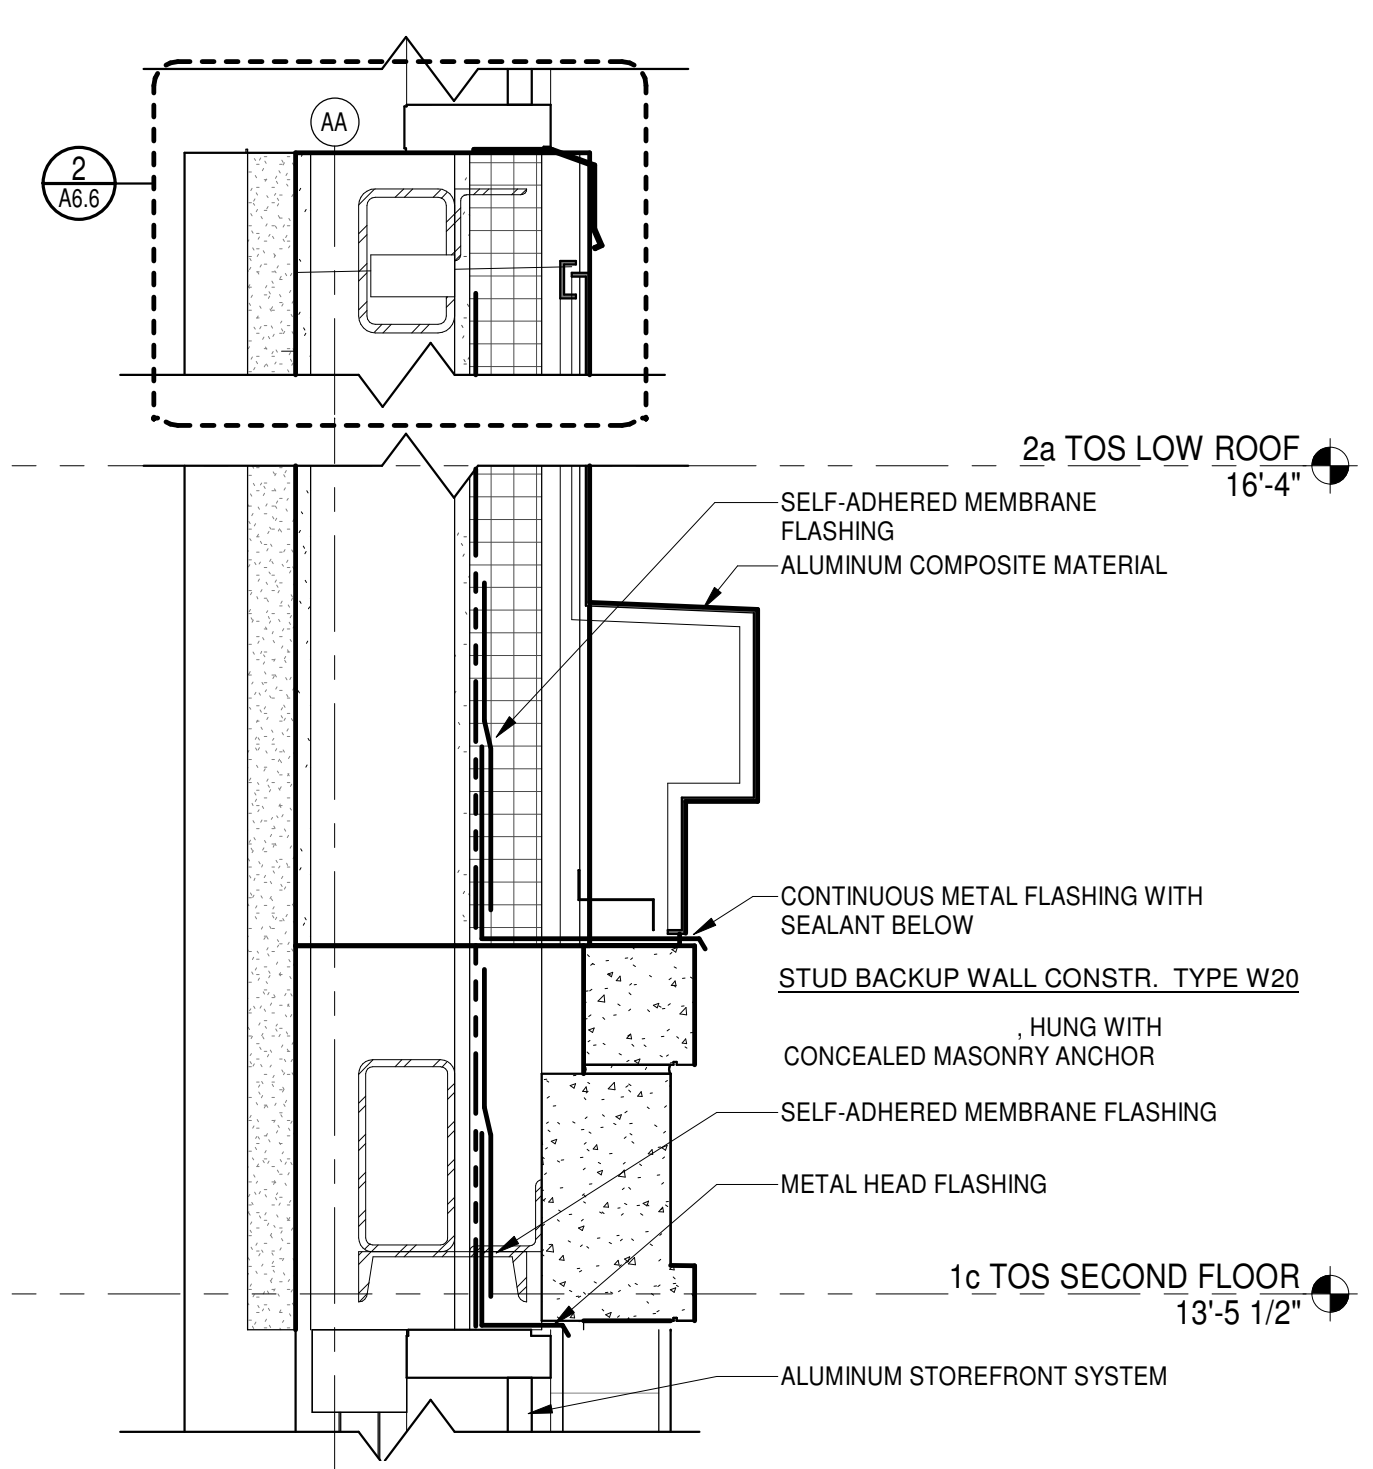 AA
2
A6.6
2a TOS LOW ROOF
16'-4"
SELF-ADHERED MEMBRANE
FLASHING
ALUMINUM COMPOSITE MATERIAL
CONTINUOUS METAL FLASHING WITH
SEALANT BELOW
STUD BACKUP WALL CONSTR. TYPE W20
, HUNG WITH
CONCEALED MASONRY ANCHOR
SELF-ADHERED MEMBRANE FLASHING
METAL HEAD FLASHING
1c TOS SECOND FLOOR
13'-5 1/2"
ALUMINUM STOREFRONT SYSTEM